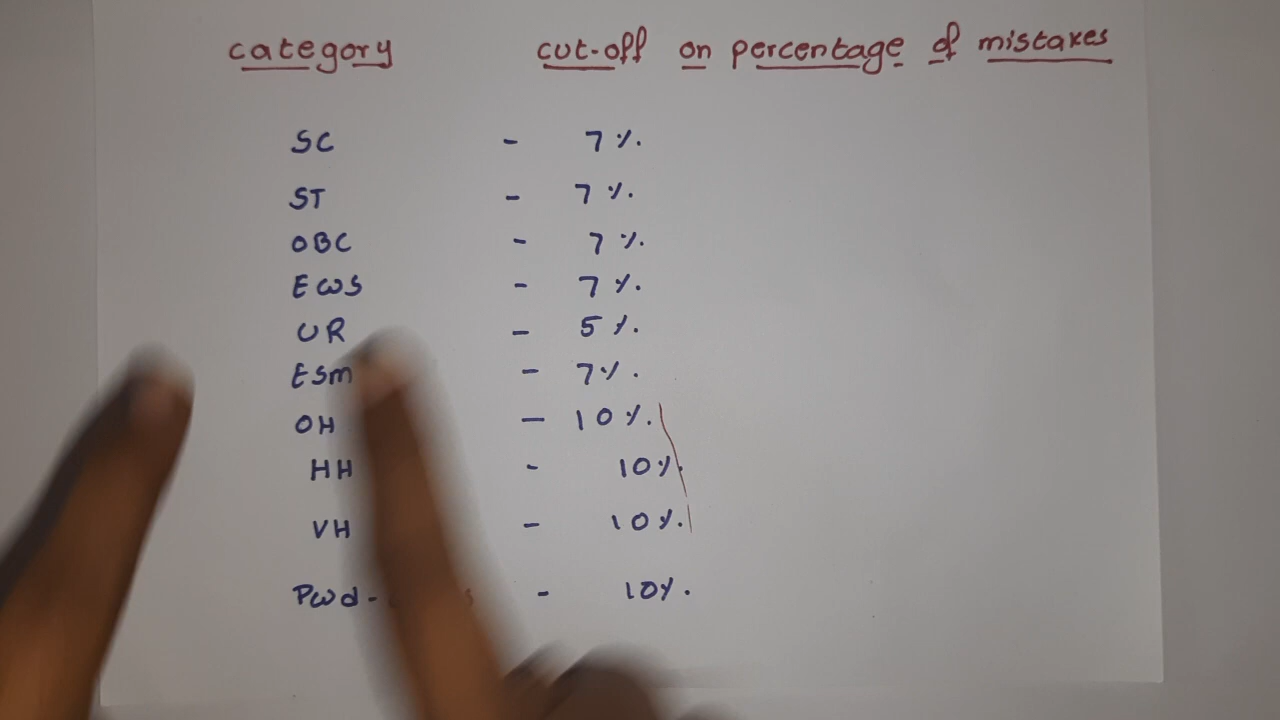 category cut-off on percentage of mistakes
SC - 7%.
ST - 7%.
OBC - 7%.
EWS - 7%.
UR - 5%.
ESM - 7%.
OH - 10%.
HH - 10%.
VH - 10%.
Pwd - 10%.